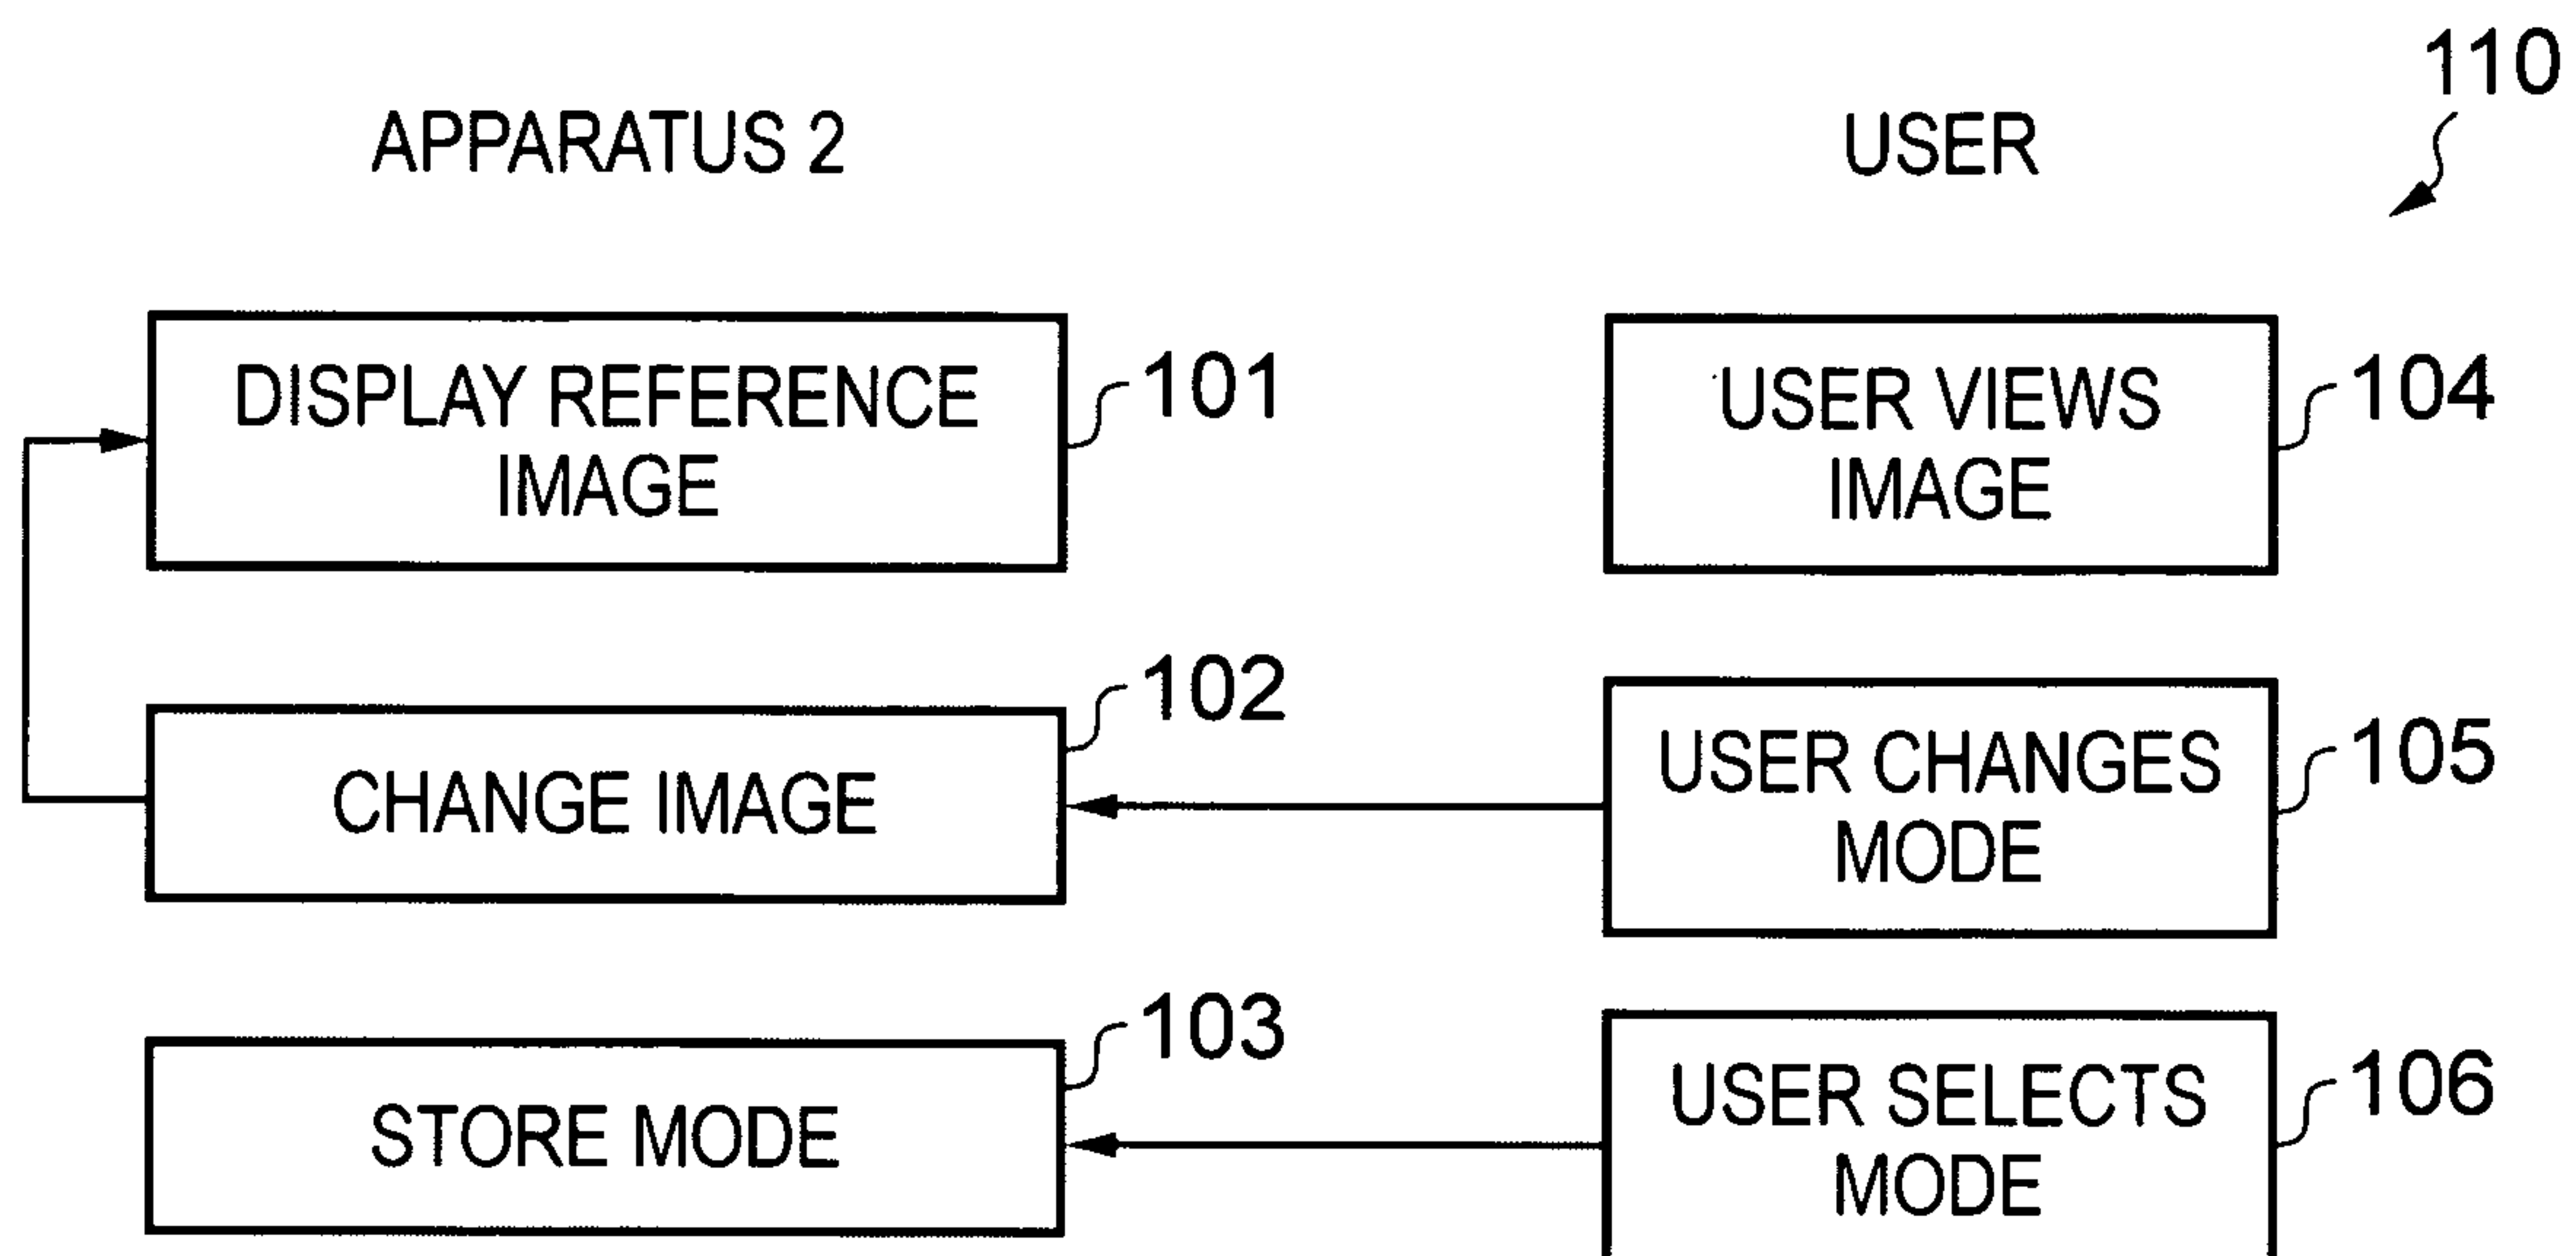 110
APPARATUS 2
USER
DISPLAY REFERENCE
IMAGE
101
USER VIEWS
IMAGE
104
CHANGE IMAGE
102
USER CHANGES
MODE
105
STORE MODE
103
USER SELECTS
MODE
106